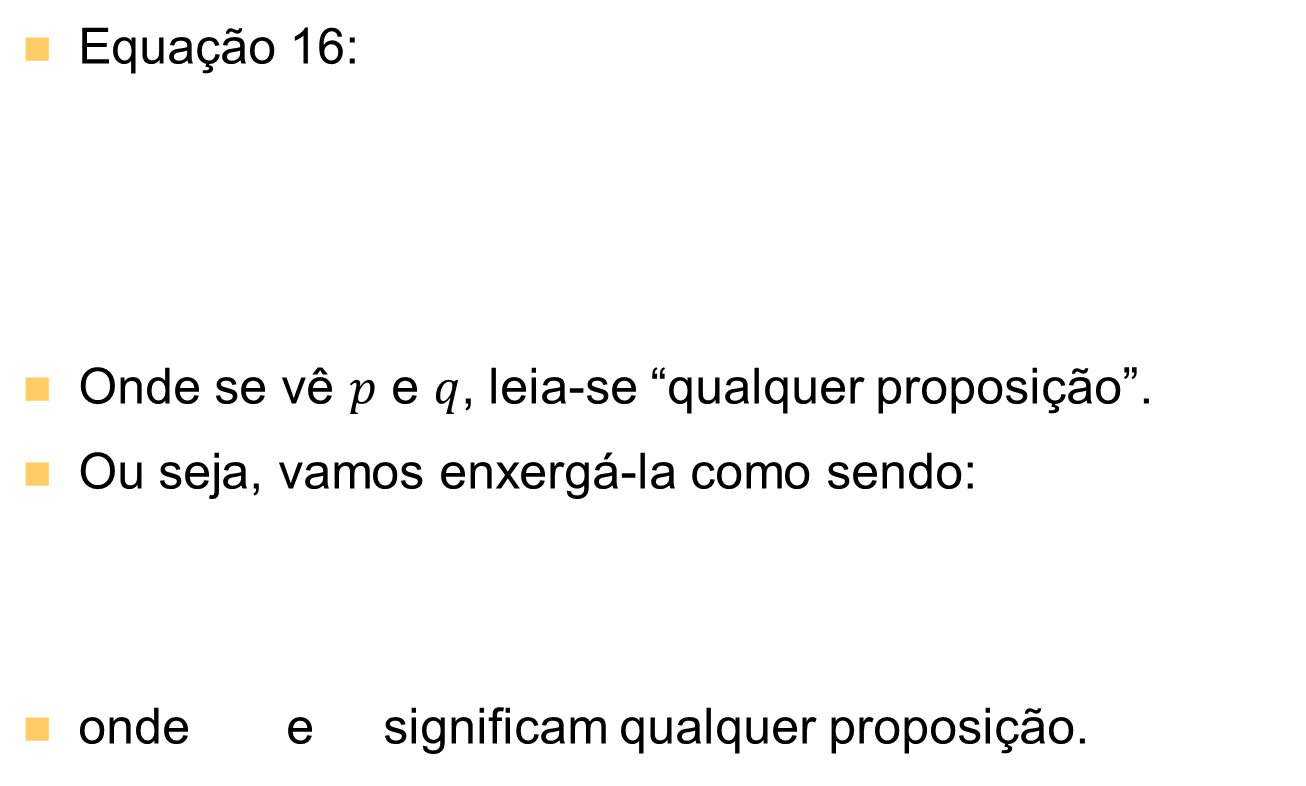 Equação 16:
Onde se vê p e q, leia-se “qualquer proposição”.
Ou seja, vamos enxergá-la como sendo:
onde e significam qualquer proposição.